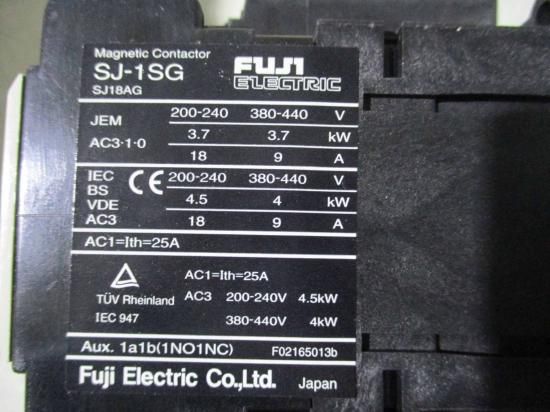 Magnetic Contactor
SJ-1SG FUJI
SJ18AG ELECTRIC
JEM 200-240 380-440 V
3.7 3.7 kW
AC3·1·0
18 9 A
IEC CE 200-240 380-440 V
BS
VDE 4.5 4 kW
AC3 18 9 A
AC1=Ith=25A
AC1=Ith=25A
TÜV Rheinland AC3 200-240V 4.5kW
IEC 947 380-440V 4kW
Aux. 1a1b(1NO1NC) F02165013b
Fuji Electric Co.,Ltd. Japan